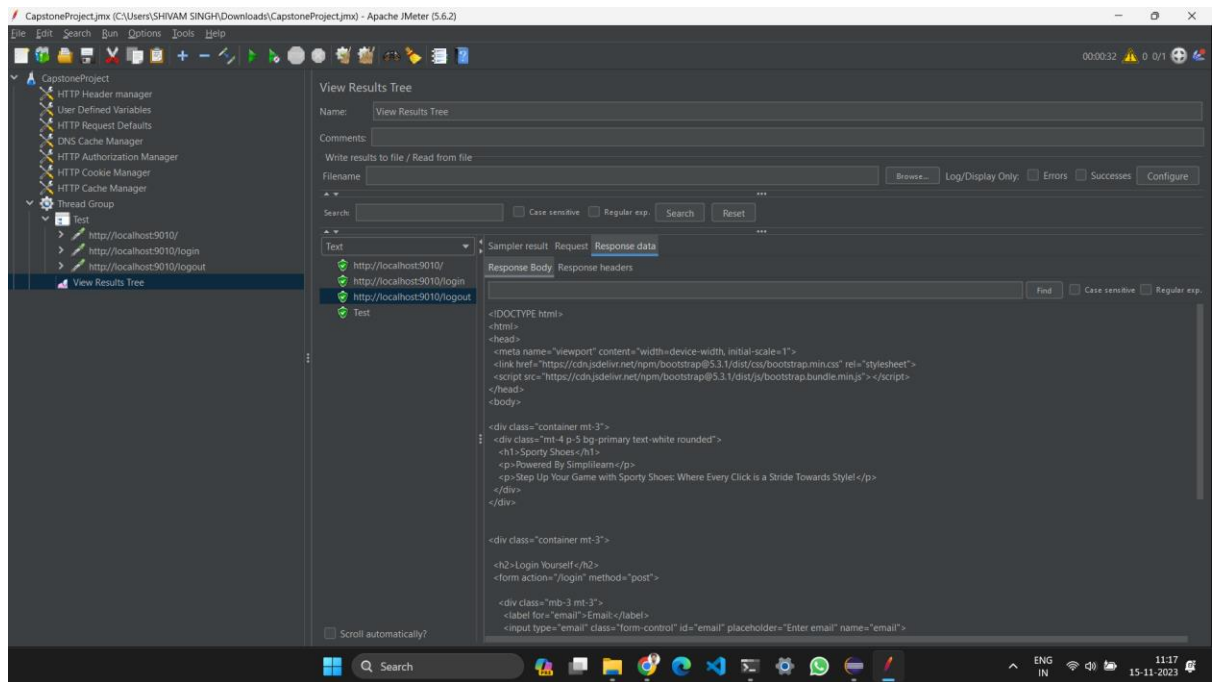 CapstoneProject.jmx (C:\Users\SHIVAM SINGH\Downloads\CapstoneProject.jmx) - Apache JMeter (5.6.2)
File Edit Search Run Options Tools Help
00:00:32 0 0/1
CapstoneProject
HTTP Header manager
User Defined Variables
HTTP Request Defaults
DNS Cache Manager
HTTP Authorization Manager
HTTP Cookie Manager
HTTP Cache Manager
Thread Group
Test
http://localhost:9010/
http://localhost:9010/login
http://localhost:9010/logout
View Results Tree
View Results Tree
Name: View Results Tree
Comments:
Write results to file / Read from file
Filename Browse... Log/Display Only: Errors Successes Configure
Search: Case sensitive Regular exp. Search Reset
Text
http://localhost:9010/
http://localhost:9010/login
http://localhost:9010/logout
Test
Scroll automatically?
Sampler result Request Response data
Response Body Response headers
Find Case sensitive Regular exp.
<!DOCTYPE html>
<html>
<head>
<meta name="viewport" content="width=device-width, initial-scale=1">
<link href="https://cdn.jsdelivr.net/npm/bootstrap@5.3.1/dist/css/bootstrap.min.css" rel="stylesheet">
<script src="https://cdn.jsdelivr.net/npm/bootstrap@5.3.1/dist/js/bootstrap.bundle.min.js"></script>
</head>
<body>
<div class="container mt-3">
<div class="mt-4 p-5 bg-primary text-white rounded">
<h1>Sporty Shoes</h1>
<p>Powered By Simplilearn</p>
<p>Step Up Your Game with Sporty Shoes: Where Every Click is a Stride Towards Style!</p>
</div>
</div>
<div class="container mt-3">
<h2>Login Yourself</h2>
<form action="/login" method="post">
<div class="mb-3 mt-3">
<label for="email">Email:</label>
<input type="email" class="form-control" id="email" placeholder="Enter email" name="email">
Search
ENG
IN
11:17
15-11-2023